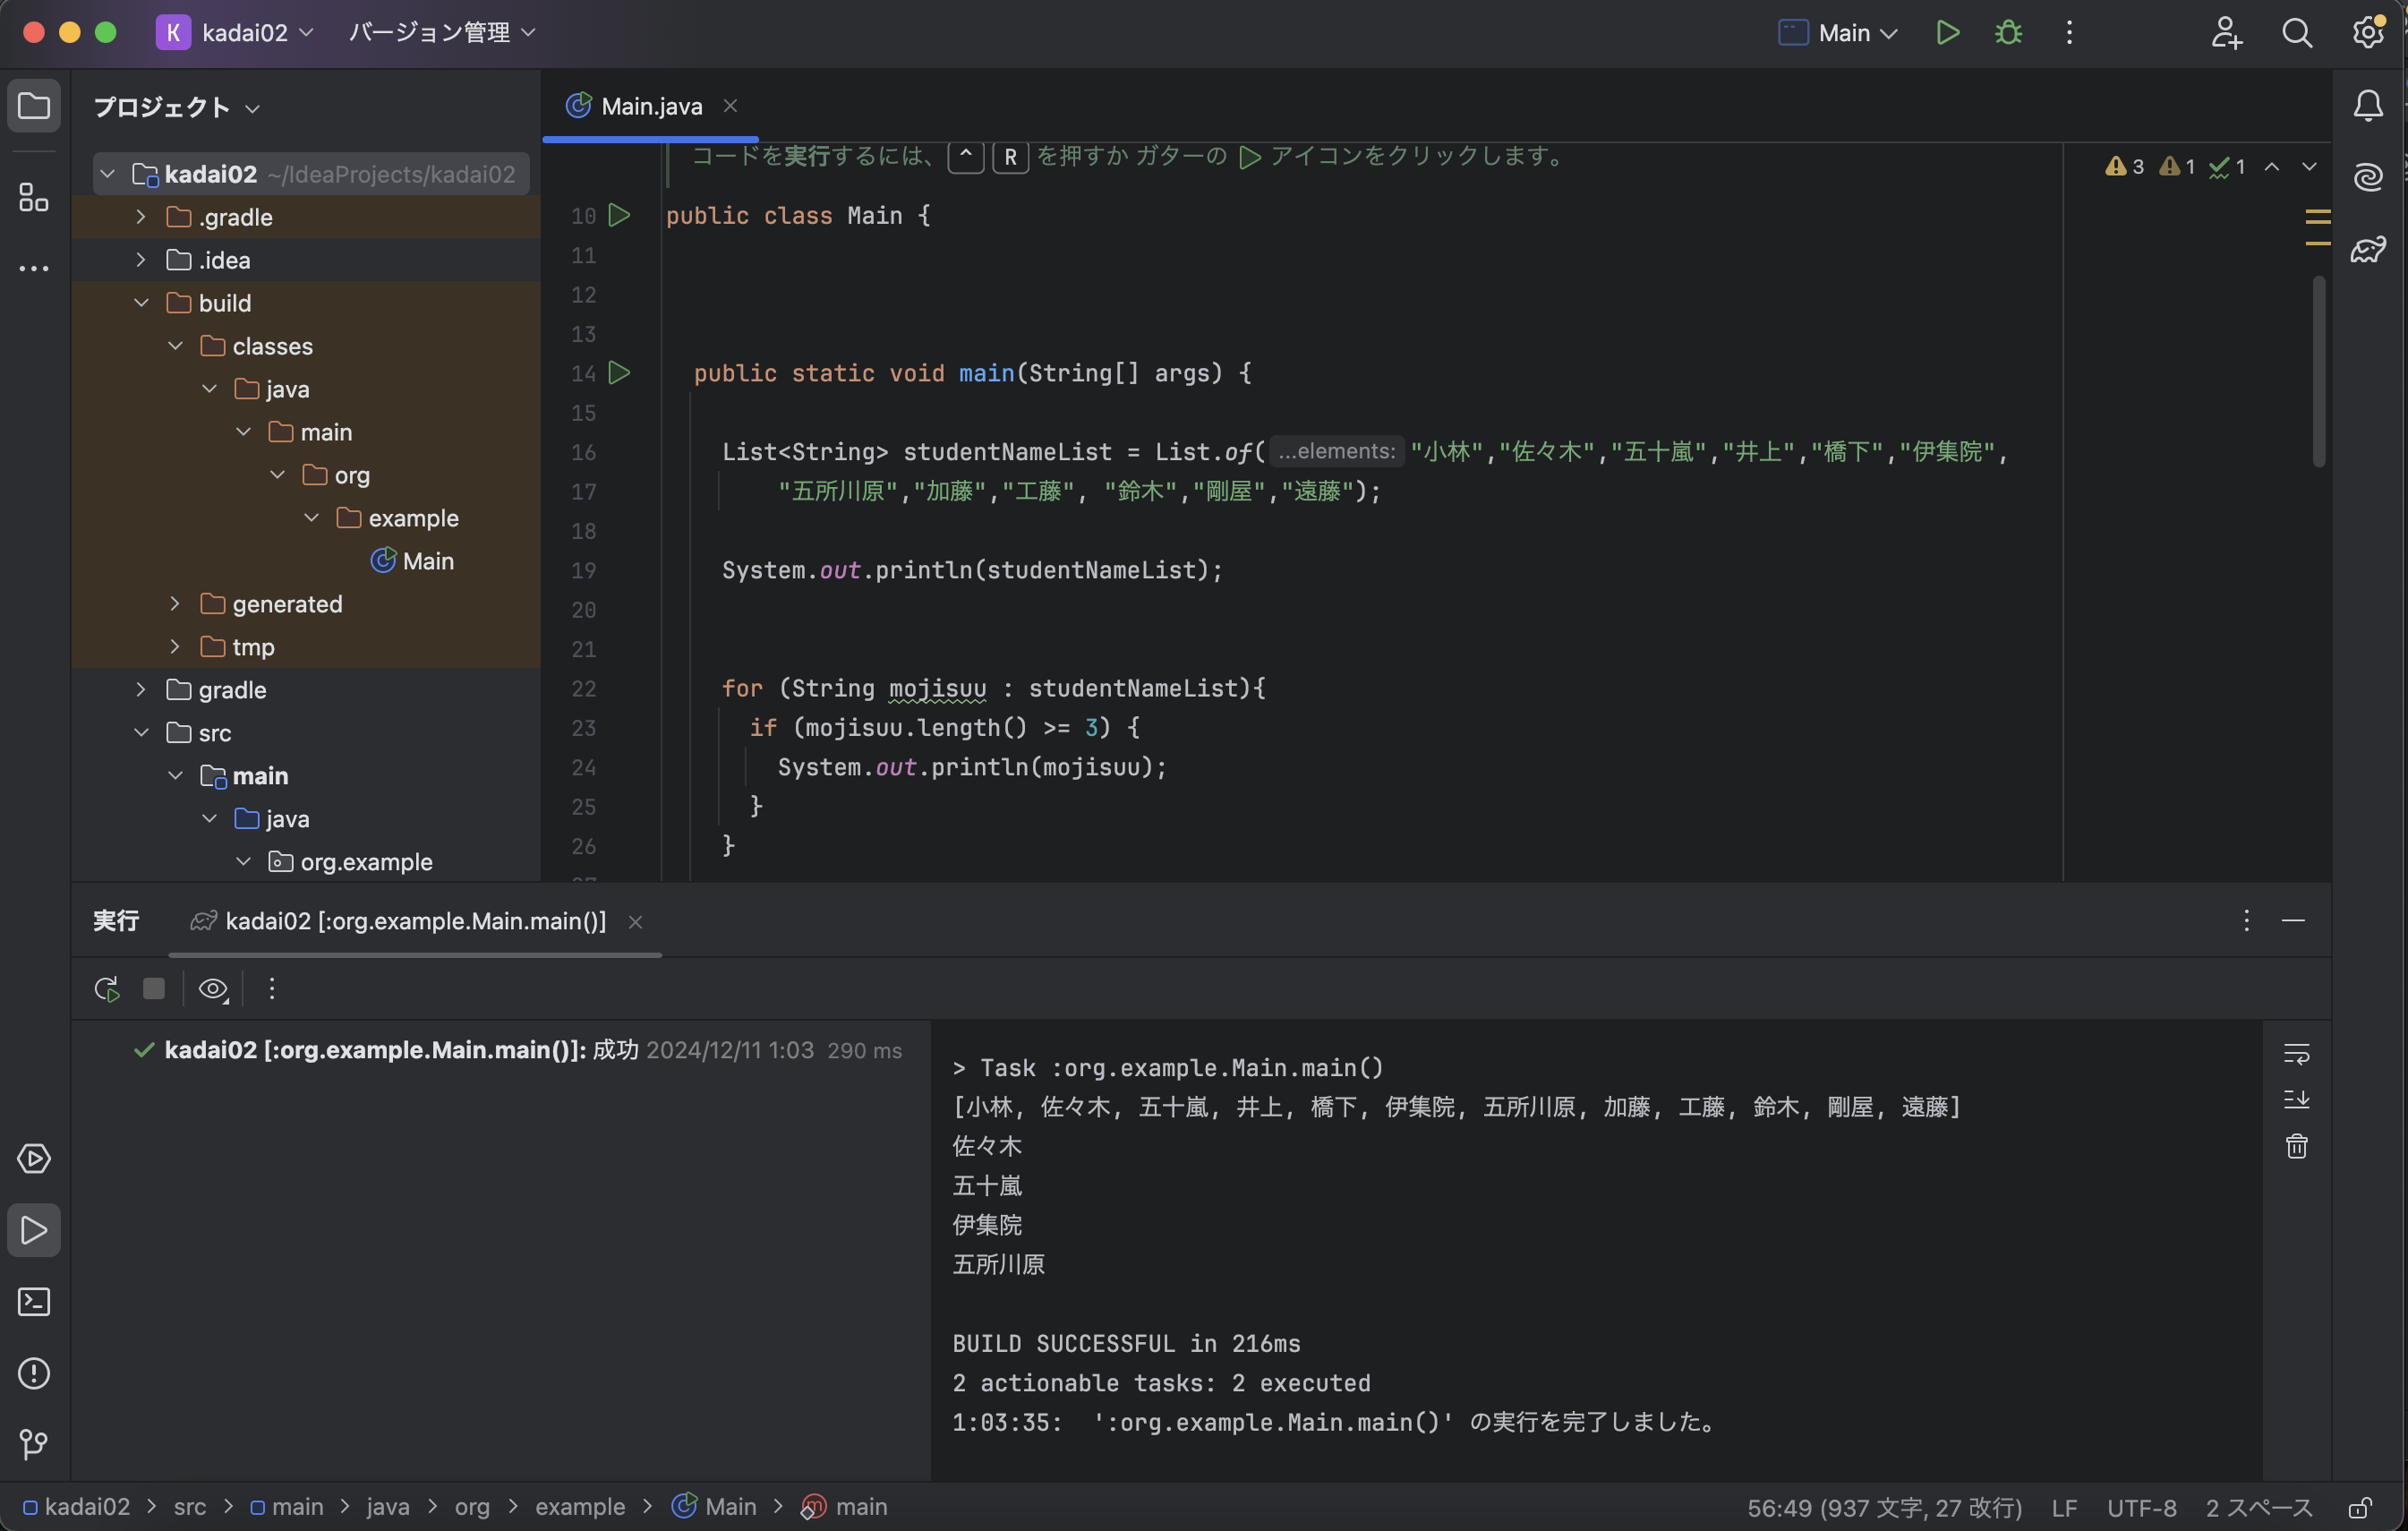 K kadai02 バージョン管理 Main
プロジェクト
kadai02 ~/IdeaProjects/kadai02
.gradle
.idea
build
classes
java
main
org
example
Main
generated
tmp
gradle
src
main
java
org.example
Main.java
コードを実行するには、 ^ R を押すか ガターの アイコンをクリックします。
3 1 1
10 public class Main {
11
12
13
14 public static void main(String[] args) {
15
16 List<String> studentNameList = List.of( ...elements: "小林","佐々木","五十嵐","井上","橋下","伊集院",
17 "五所川原","加藤","工藤", "鈴木","剛屋","遠藤");
18
19 System.out.println(studentNameList);
20
21
22 for (String mojisuu : studentNameList){
23 if (mojisuu.length() >= 3) {
24 System.out.println(mojisuu);
25 }
26 }
実行 kadai02 [:org.example.Main.main()]
kadai02 [:org.example.Main.main()]: 成功 2024/12/11 1:03 290 ms
> Task :org.example.Main.main()
[小林, 佐々木, 五十嵐, 井上, 橋下, 伊集院, 五所川原, 加藤, 工藤, 鈴木, 剛屋, 遠藤]
佐々木
五十嵐
伊集院
五所川原
BUILD SUCCESSFUL in 216ms
2 actionable tasks: 2 executed
1:03:35: ':org.example.Main.main()' の実行を完了しました。
kadai02 > src > main > java > org > example > Main > m main
56:49 (937 文字, 27 改行) LF UTF-8 2 スペース